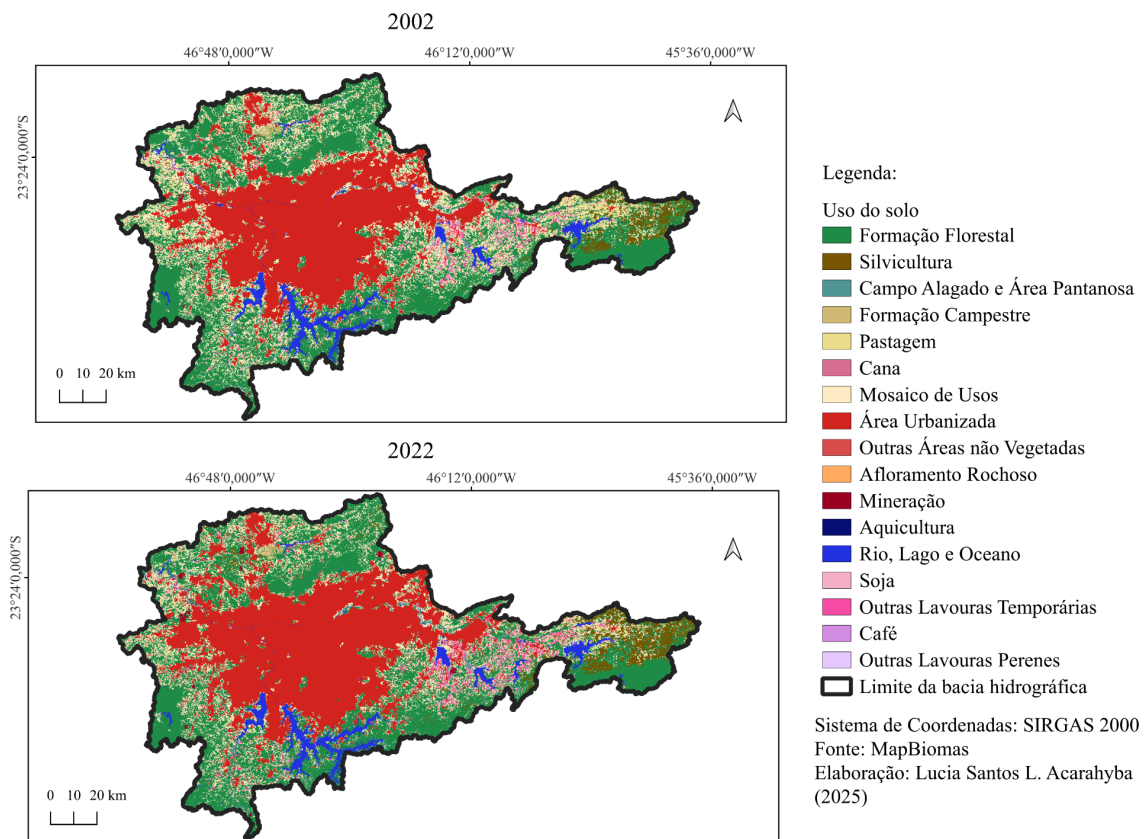 2002
46°48'0,000"W
46°12'0,000"W
45°36'0,000"W
23°24'0,000"S
0 10 20 km
2022
46°48'0,000"W
46°12'0,000"W
45°36'0,000"W
23°24'0,000"S
0 10 20 km
Legenda:
Uso do solo
Formação Florestal
Silvicultura
Campo Alagado e Área Pantanosa
Formação Campestre
Pastagem
Cana
Mosaico de Usos
Área Urbanizada
Outras Áreas não Vegetadas
Afloramento Rochoso
Mineração
Aquicultura
Rio, Lago e Oceano
Soja
Outras Lavouras Temporárias
Café
Outras Lavouras Perenes
Limite da bacia hidrográfica
Sistema de Coordenadas: SIRGAS 2000
Fonte: MapBiomas
Elaboração: Lucia Santos L. Acarahyba
(2025)